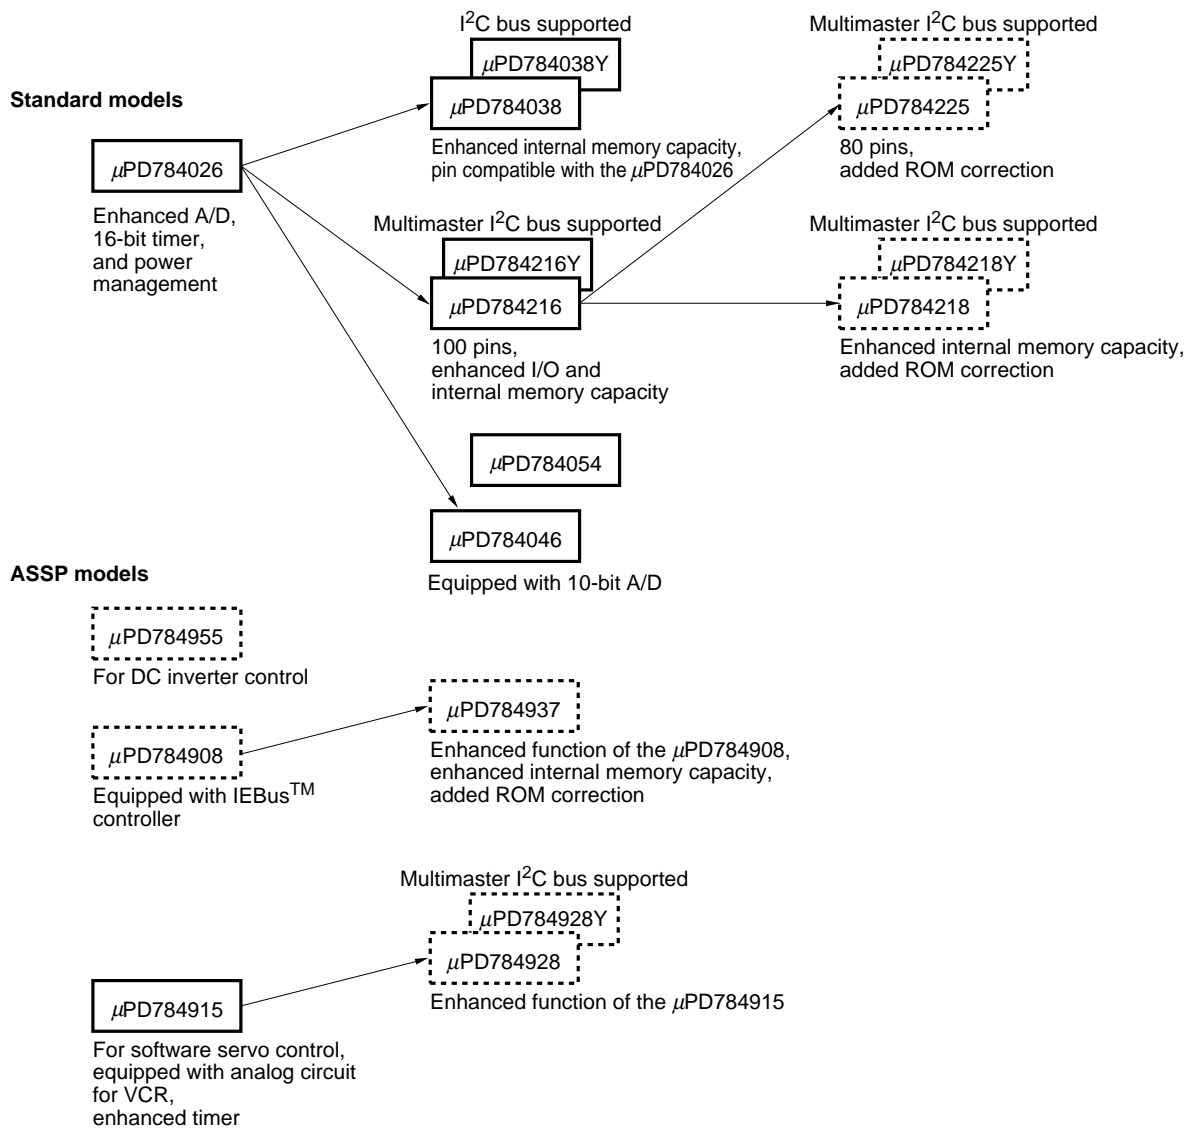 Standard models
μPD784026
Enhanced A/D,
16-bit timer,
and power
management
I²C bus supported
μPD784038Y
μPD784038
Enhanced internal memory capacity,
pin compatible with the μPD784026
Multimaster I²C bus supported
μPD784216Y
μPD784216
100 pins,
enhanced I/O and
internal memory capacity
μPD784054
μPD784046
Equipped with 10-bit A/D
Multimaster I²C bus supported
μPD784225Y
μPD784225
80 pins,
added ROM correction
Multimaster I²C bus supported
μPD784218Y
μPD784218
Enhanced internal memory capacity,
added ROM correction
ASSP models
μPD784955
For DC inverter control
μPD784908
Equipped with IEBus™
controller
μPD784937
Enhanced function of the μPD784908,
enhanced internal memory capacity,
added ROM correction
Multimaster I²C bus supported
μPD784928Y
μPD784928
Enhanced function of the μPD784915
μPD784915
For software servo control,
equipped with analog circuit
for VCR,
enhanced timer